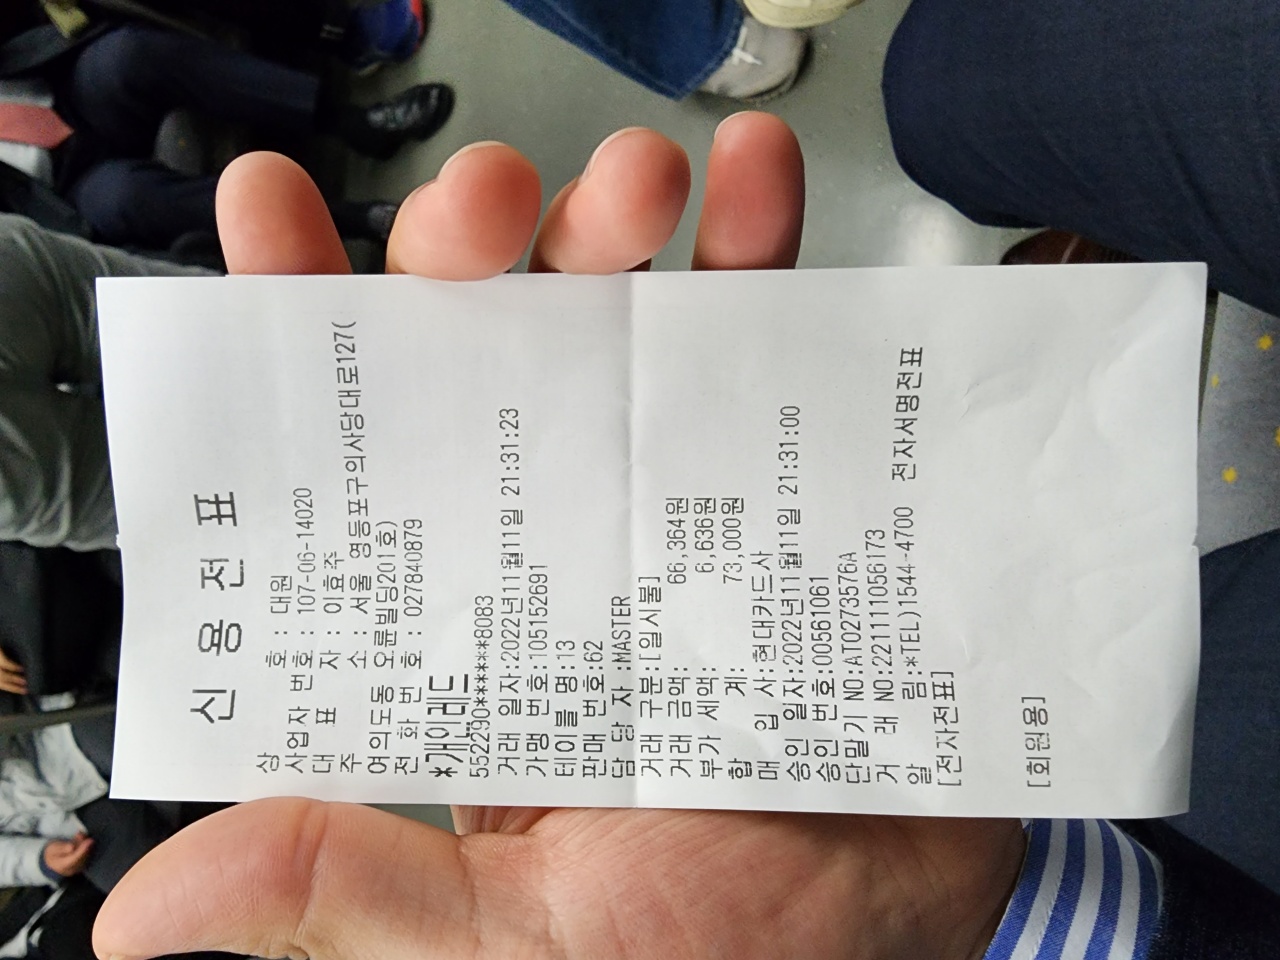 신 용 전 표
상 호 : 대원
사업자 번호 : 107-06-14020
대 표 자 : 이효주
주 소 : 서울 영등포구의사당대로127(
여의도동 오륜빌딩201호)
전 화 번 호 : 027840879
*개인레드
552290******8083
거래 일자:2022년11월11일 21:31:23
가맹 번호:105152691
테이블 명:13
판매 번호:62
담 당 자 :MASTER
거래 구분:[일시불]
거래 금액: 66,364원
부가 세액: 6,636원
합 계: 73,000원
매 입 사:현대카드사
승인 일자:2022년11월11일 21:31:00
승인 번호:00561061
단말기 NO:AT0273576A
거 래 NO:221111056173
알 림:*TEL)1544-4700 전자서명전표
[전자전표]
[회원용]